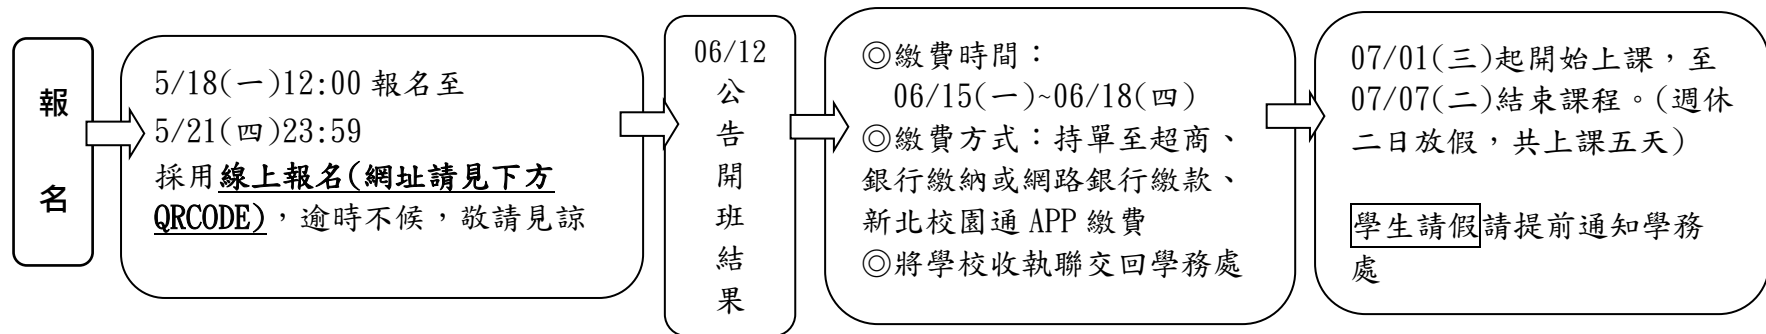 報
名
5/18(一)12:00 報名至
5/21(四)23:59
採用線上報名(網址請見下方
QRCODE)，逾時不候，敬請見諒
06/12
公
告
開
班
結
果
◎繳費時間：
06/15(一)~06/18(四)
◎繳費方式：持單至超商、
銀行繳納或網路銀行繳款、
新北校園通 APP 繳費
◎將學校收執聯交回學務處
07/01(三)起開始上課，至
07/07(二)結束課程。(週休
二日放假，共上課五天)
學生請假請提前通知學務
處